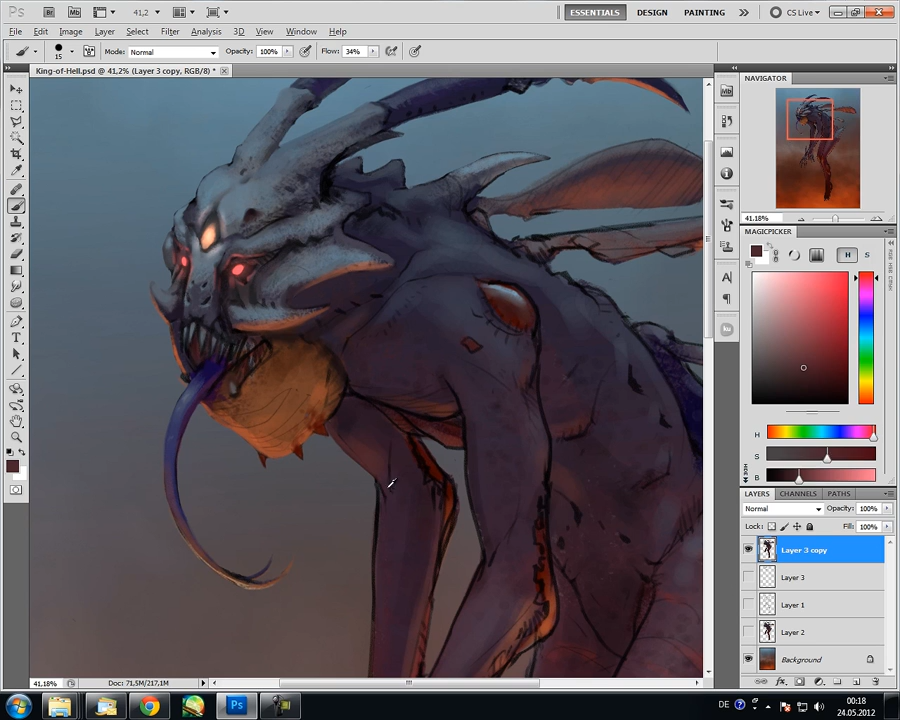 Ps Br Mb 41,2 ESSENTIALS DESIGN PAINTING CS Live
File Edit Image Layer Select Filter Analysis 3D View Window Help
15 Mode: Normal Opacity: 100% Flow: 34%
King-of-Hell.psd @ 41,2% (Layer 3 copy, RGB/8) *
NAVIGATOR
41.18%
MAGICPICKER
H S
H
S
B
LAYERS CHANNELS PATHS
Normal Opacity: 100%
Lock: Fill: 100%
Layer 3 copy
Layer 3
Layer 1
Layer 2
Background
41,18% Doc: 71,5M/217,1M
DE 00:18
24.05.2012